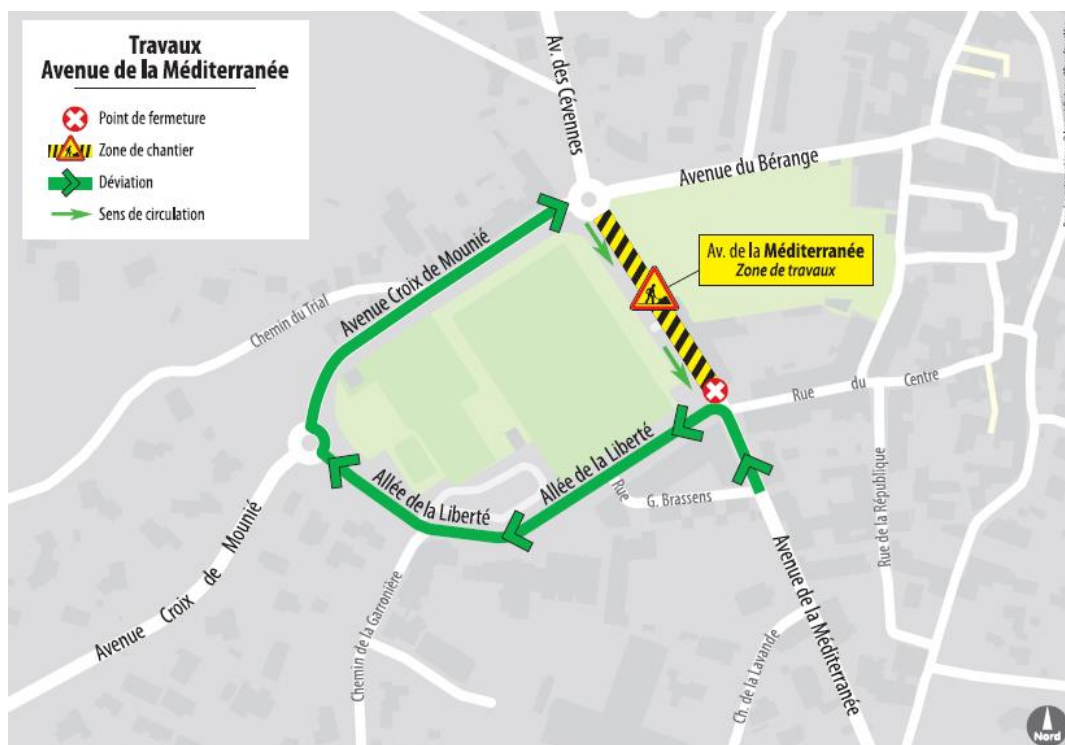 Travaux
Avenue de la Méditerranée
Point de fermeture
Zone de chantier
Déviation
Sens de circulation
Av. des Cévennes
Avenue du Bérange
Av. de la Méditerranée
Zone de travaux
Avenue Croix de Mounié
Chemin du Trial
Rue du Centre
Allée de la Liberté
Allée de la Liberté
Rue G. Brassens
Rue de la République
Avenue Croix de Mounié
Chemin de la Garronière
Avenue de la Méditerranée
Ch. de la Lavande
Nord